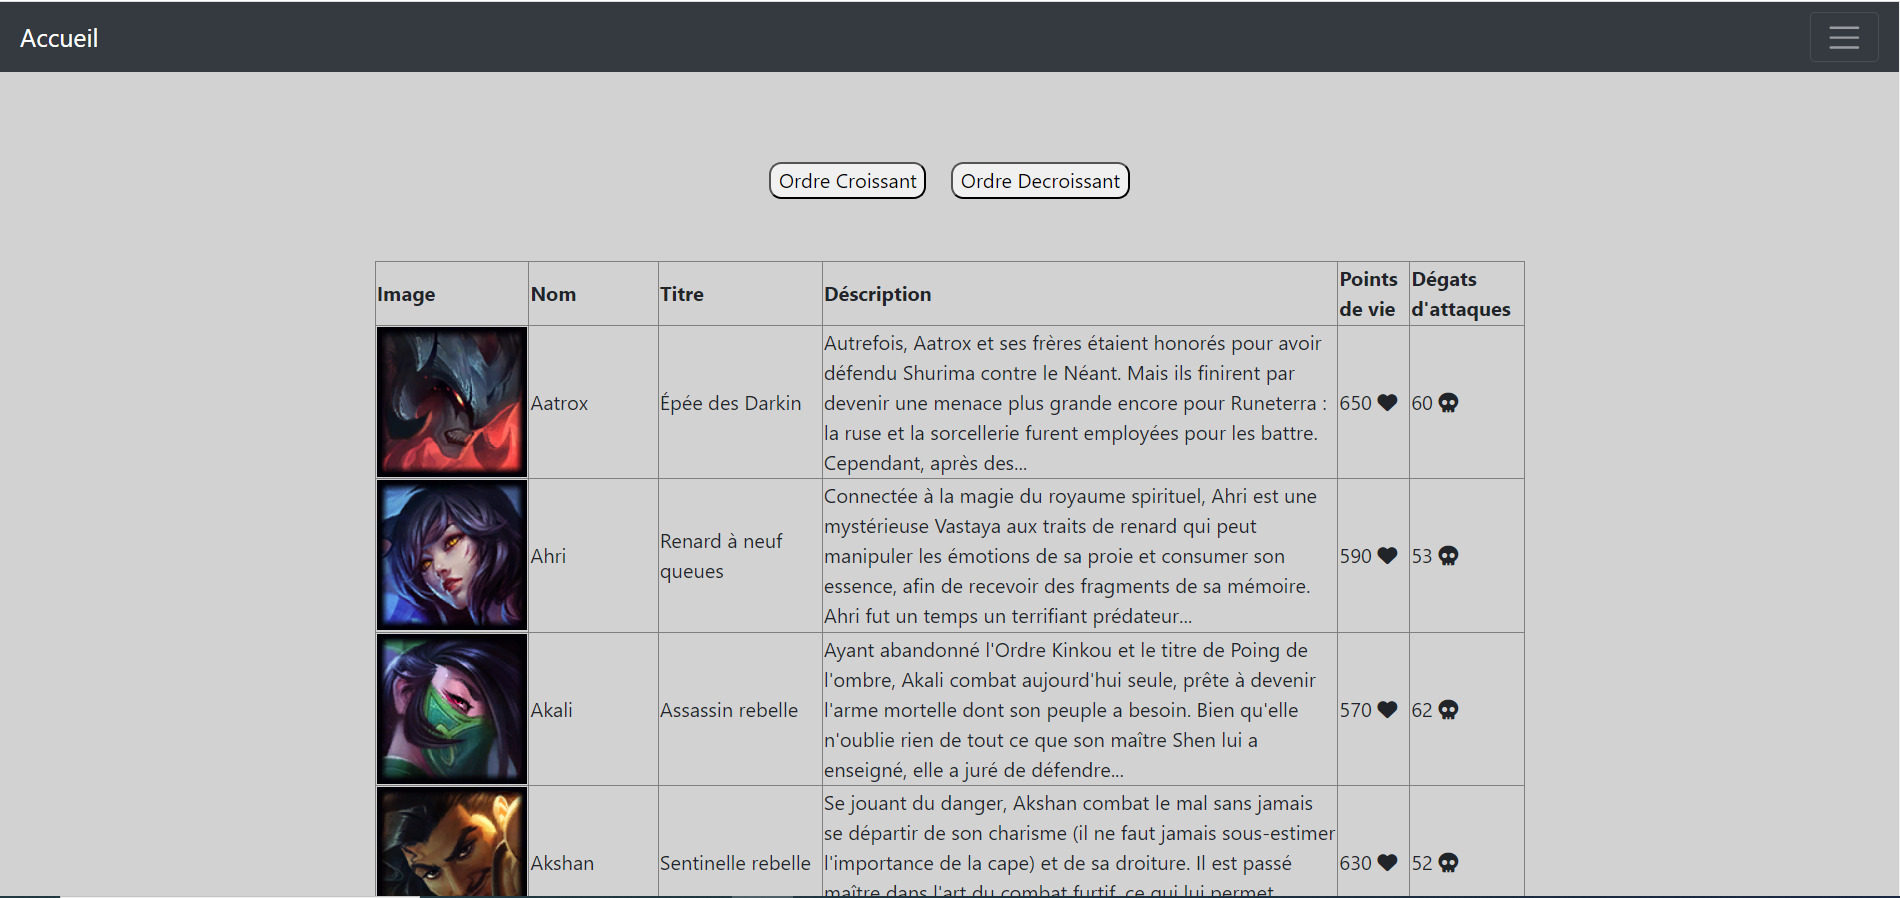 Accueil
Ordre Croissant
Ordre Decroissant
Image
Nom
Titre
Déscription
Points
de vie
Dégats
d'attaques
Aatrox
Épée des Darkin
Autrefois, Aatrox et ses frères étaient honorés pour avoir
défendu Shurima contre le Néant. Mais ils finirent par
devenir une menace plus grande encore pour Runeterra :
la ruse et la sorcellerie furent employées pour les battre.
Cependant, après des...
650
60
Ahri
Renard à neuf
queues
Connectée à la magie du royaume spirituel, Ahri est une
mystérieuse Vastaya aux traits de renard qui peut
manipuler les émotions de sa proie et consumer son
essence, afin de recevoir des fragments de sa mémoire.
Ahri fut un temps un terrifiant prédateur...
590
53
Akali
Assassin rebelle
Ayant abandonné l'Ordre Kinkou et le titre de Poing de
l'ombre, Akali combat aujourd'hui seule, prête à devenir
l'arme mortelle dont son peuple a besoin. Bien qu'elle
n'oublie rien de tout ce que son maître Shen lui a
enseigné, elle a juré de défendre...
570
62
Akshan
Sentinelle rebelle
Se jouant du danger, Akshan combat le mal sans jamais
se départir de son charisme (il ne faut jamais sous-estimer
l'importance de la cape) et de sa droiture. Il est passé
maître dans l'art du combat furtif, ce qui lui permet
630
52